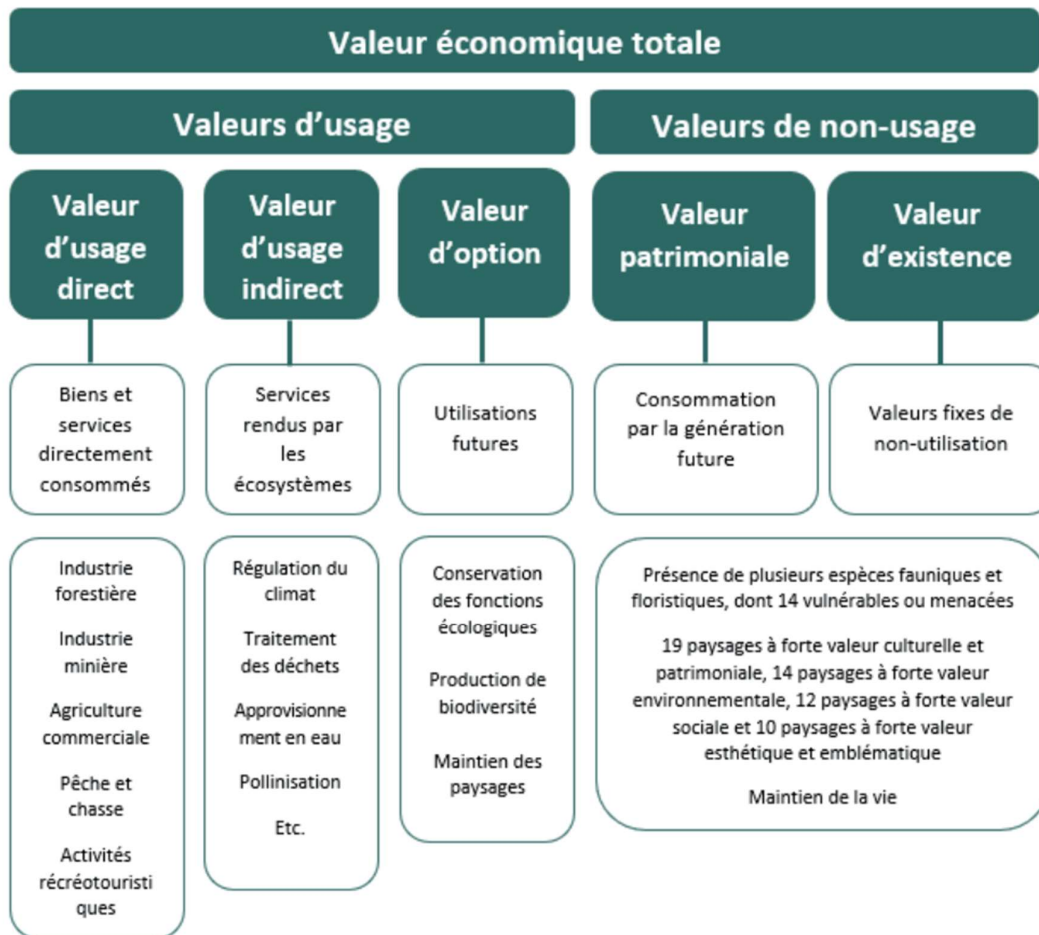 Valeur économique totale
Valeurs d'usage
Valeurs de non-usage
Valeur
d'usage
direct
Valeur
d'usage
indirect
Valeur
d'option
Valeur
patrimoniale
Valeur
d'existence
Biens et
services
directement
consommés
Services
rendus par
les
écosystèmes
Utilisations
futures
Consommation
par la génération
future
Valeurs fixes de
non-utilisation
Industrie
forestière
Industrie
minière
Agriculture
commerciale
Pêche et
chasse
Activités
récréotouristi
ques
Régulation du
climat
Traitement
des déchets
Approvisionne
ment en eau
Pollinisation
Etc.
Conservation
des fonctions
écologiques
Production de
biodiversité
Maintien des
paysages
Présence de plusieurs espèces fauniques et
floristiques, dont 14 vulnérables ou menacées
19 paysages à forte valeur culturelle et
patrimoniale, 14 paysages à forte valeur
environnementale, 12 paysages à forte valeur
sociale et 10 paysages à forte valeur
esthétique et emblématique
Maintien de la vie